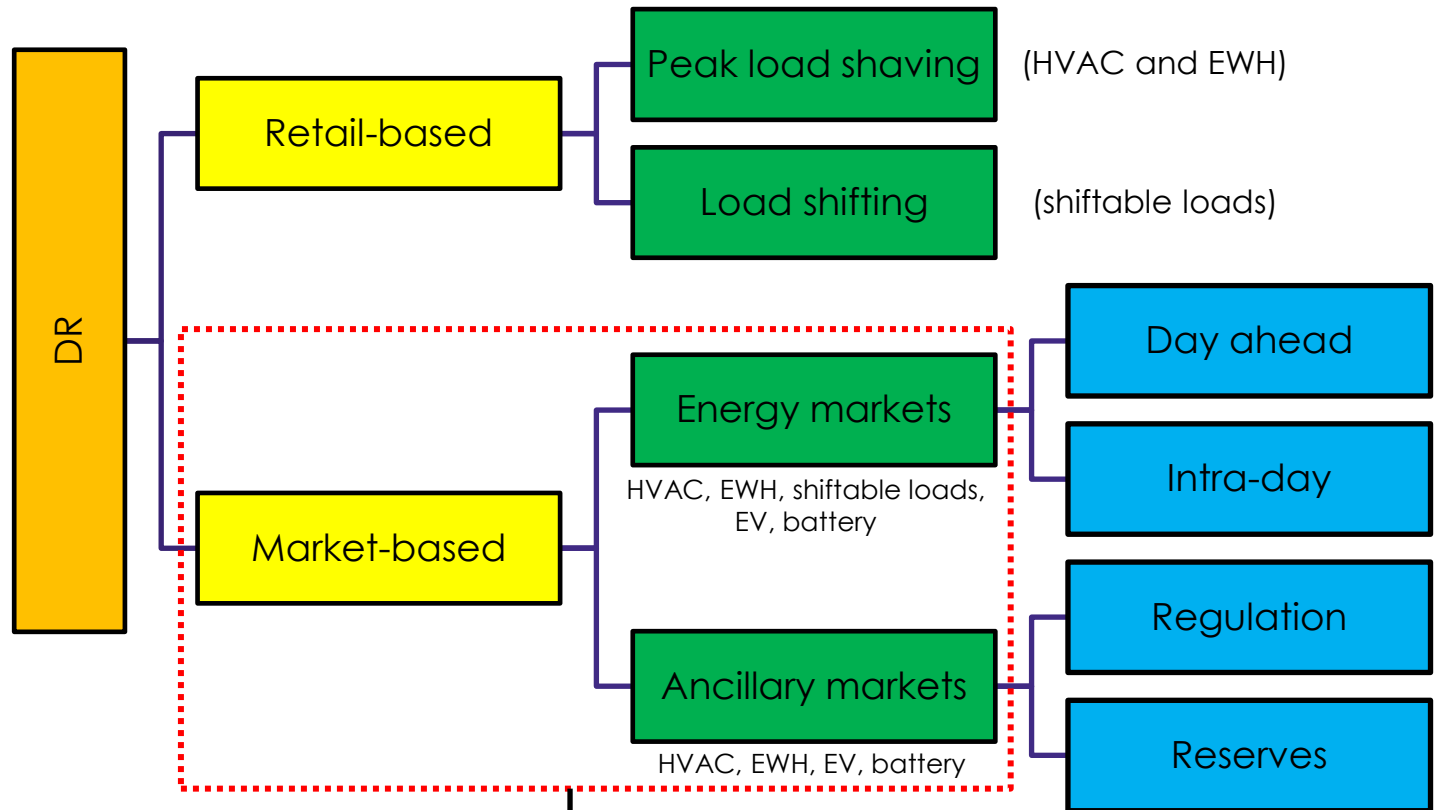 DR
Retail-based
Peak load shaving
(HVAC and EWH)
Load shifting
(shiftable loads)
Market-based
Energy markets
HVAC, EWH, shiftable loads,
EV, battery
Day ahead
Intra-day
Ancillary markets
HVAC, EWH, EV, battery
Regulation
Reserves